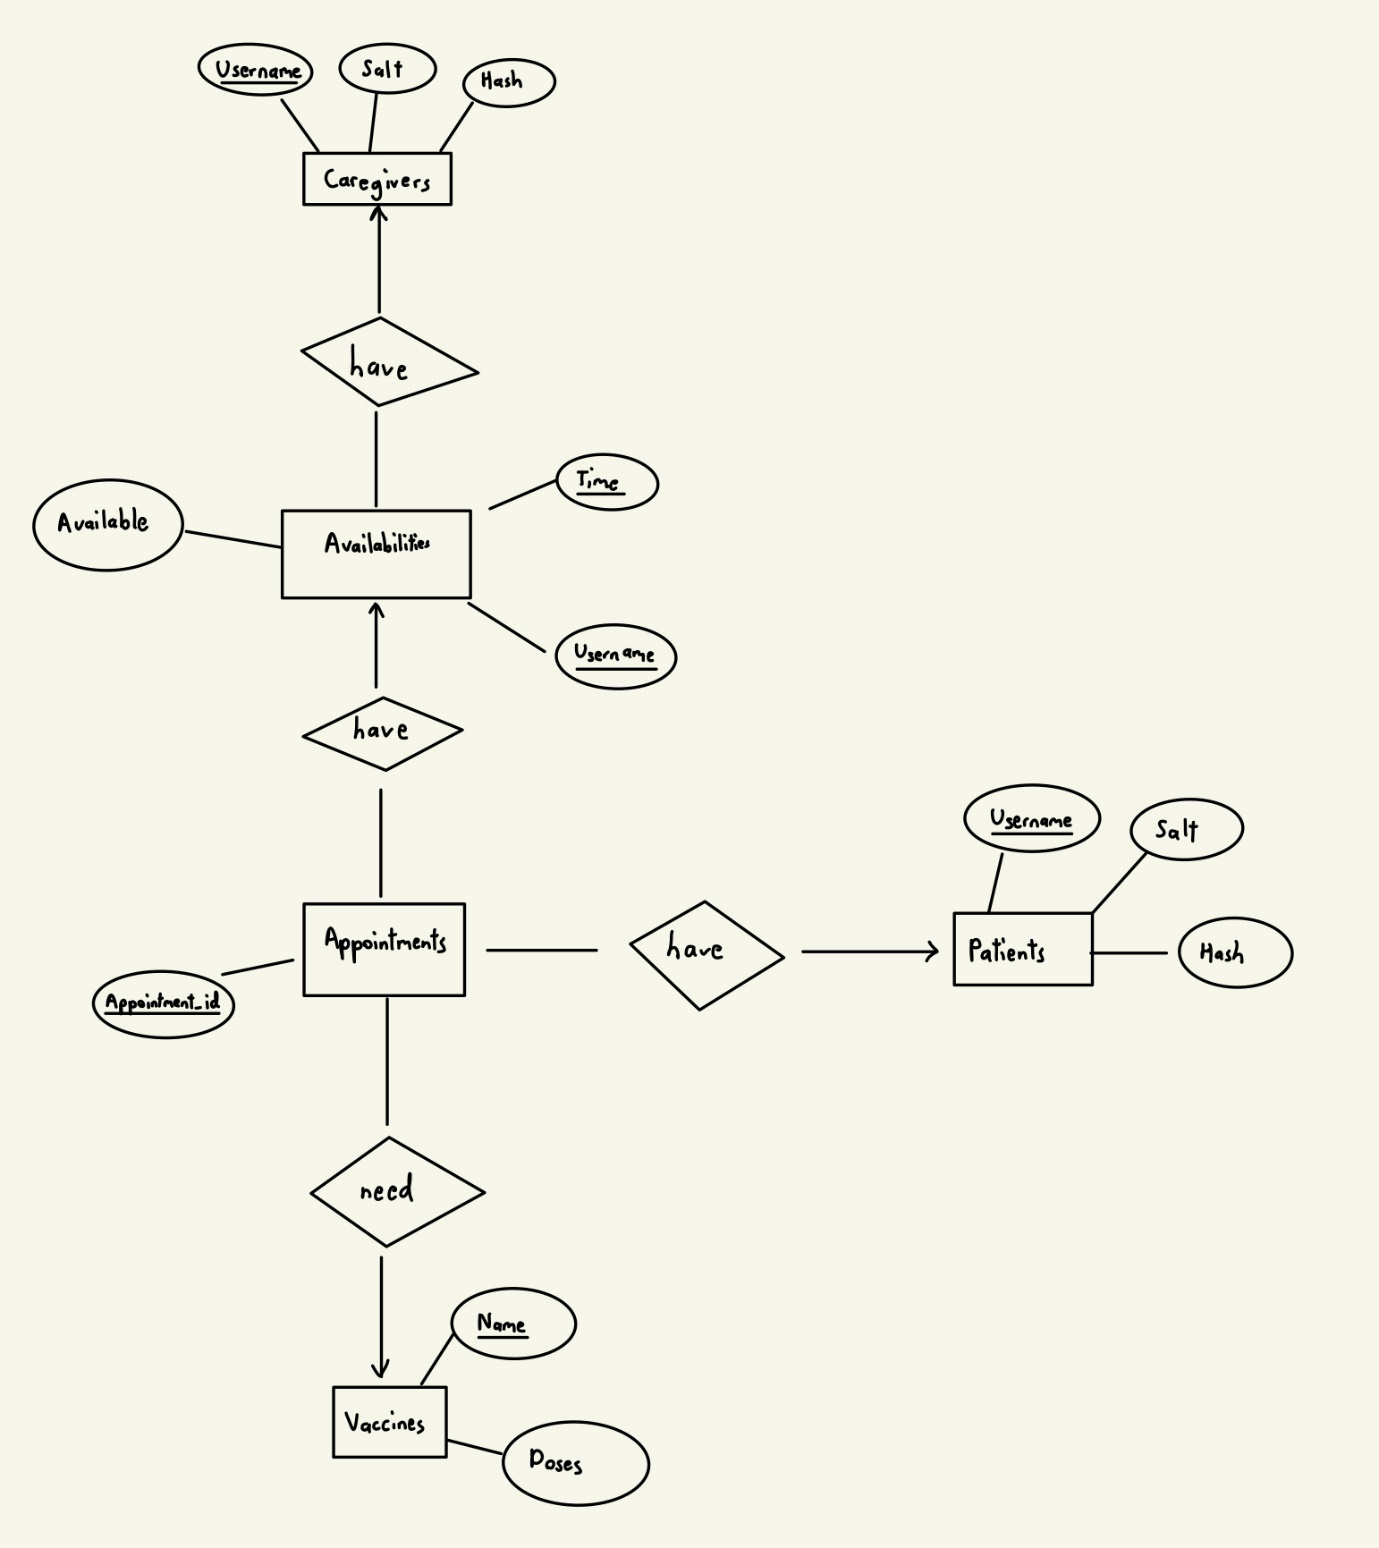 Username
Salt
Hash
Caregivers
have
Time
Available
Availabilities
Username
have
Username
Salt
Appointments
have
Patients
Hash
Appointment_id
need
Name
Vaccines
Doses